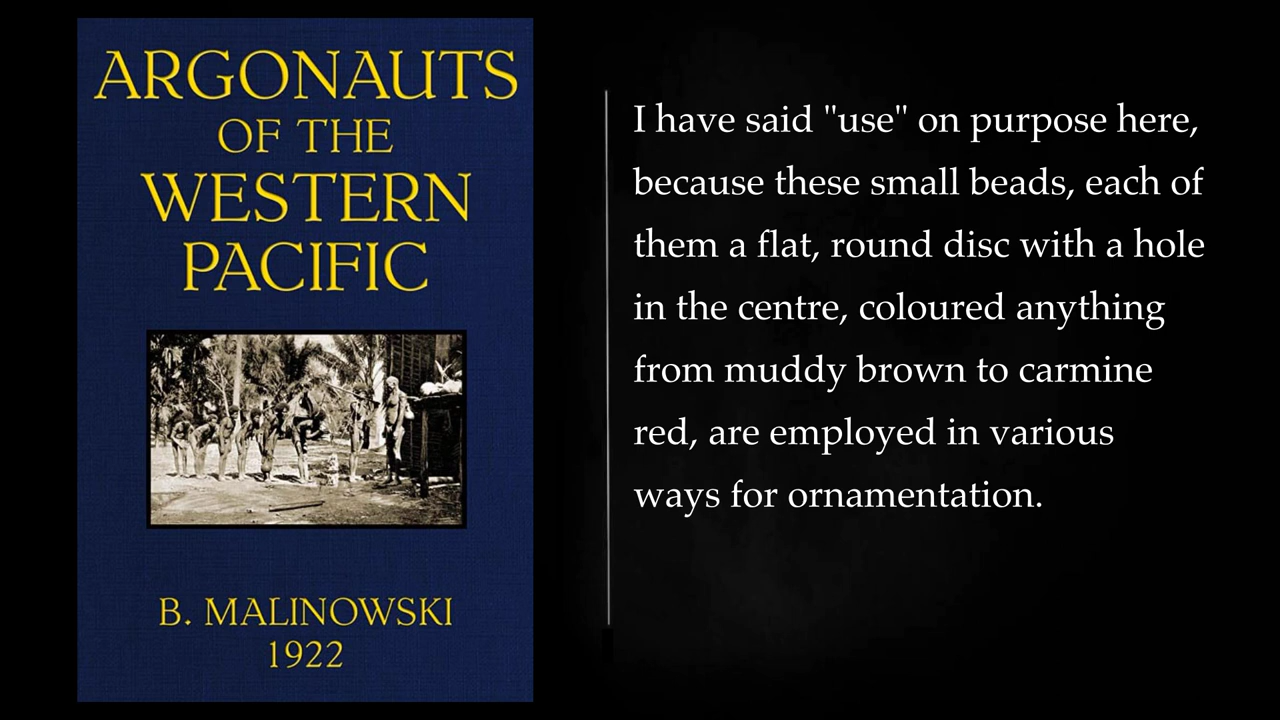 ARGONAUTS
OF THE
WESTERN
PACIFIC
B. MALINOWSKI
1922
I have said "use" on purpose here,
because these small beads, each of
them a flat, round disc with a hole
in the centre, coloured anything
from muddy brown to carmine
red, are employed in various
ways for ornamentation.